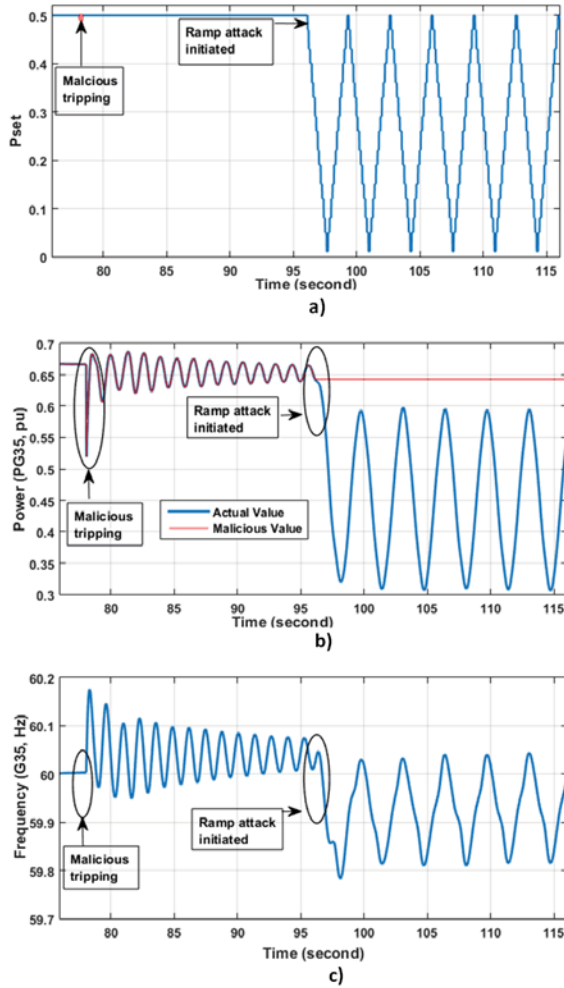 0.5
0.4
0.3
0.2
0.1
0
Pset
Malcious
tripping
Ramp attack
initiated
80 85 90 95 100 105 110 115
Time (second)
a)
0.7
0.65
0.6
0.55
0.5
0.45
0.4
0.35
0.3
Power (PG35, pu)
Ramp attack
initiated
Malicious
tripping
Actual Value
Malicious Value
80 85 90 95 100 105 110 115
Time (second)
b)
60.2
60.1
60
59.9
59.8
59.7
Frequency (G35, Hz)
Ramp attack
initiated
Malicious
tripping
80 85 90 95 100 105 110 115
Time (second)
c)